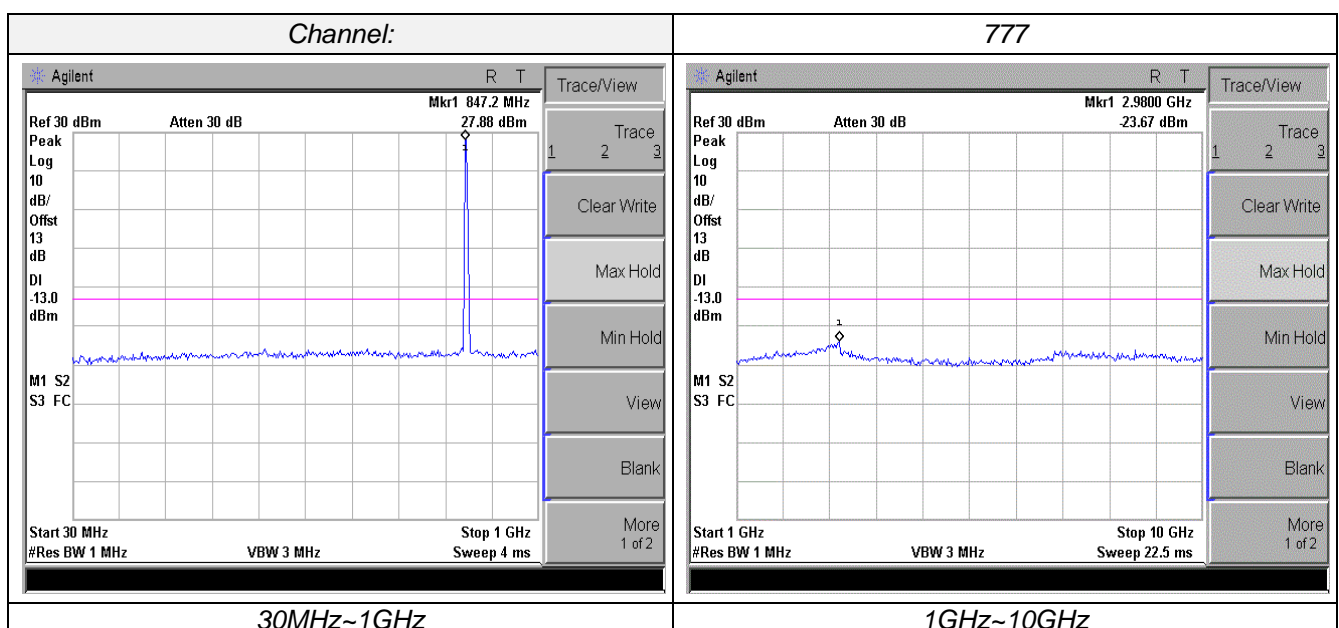 Channel:
777
Agilent R T
Mkr1 847.2 MHz
Ref 30 dBm Atten 30 dB 27.88 dBm
Peak
Log
10
dB/
Offst
13
dB
DI
-13.0
dBm
M1 S2
S3 FC
1
Start 30 MHz Stop 1 GHz
#Res BW 1 MHz VBW 3 MHz Sweep 4 ms
Trace/View
Trace
1 2 3
Clear Write
Max Hold
Min Hold
View
Blank
More
1 of 2
Agilent R T
Mkr1 2.9800 GHz
Ref 30 dBm Atten 30 dB -23.67 dBm
Peak
Log
10
dB/
Offst
13
dB
DI
-13.0
dBm
1
M1 S2
S3 FC
Start 1 GHz Stop 10 GHz
#Res BW 1 MHz VBW 3 MHz Sweep 22.5 ms
Trace/View
Trace
1 2 3
Clear Write
Max Hold
Min Hold
View
Blank
More
1 of 2
30MHz~1GHz
1GHz~10GHz